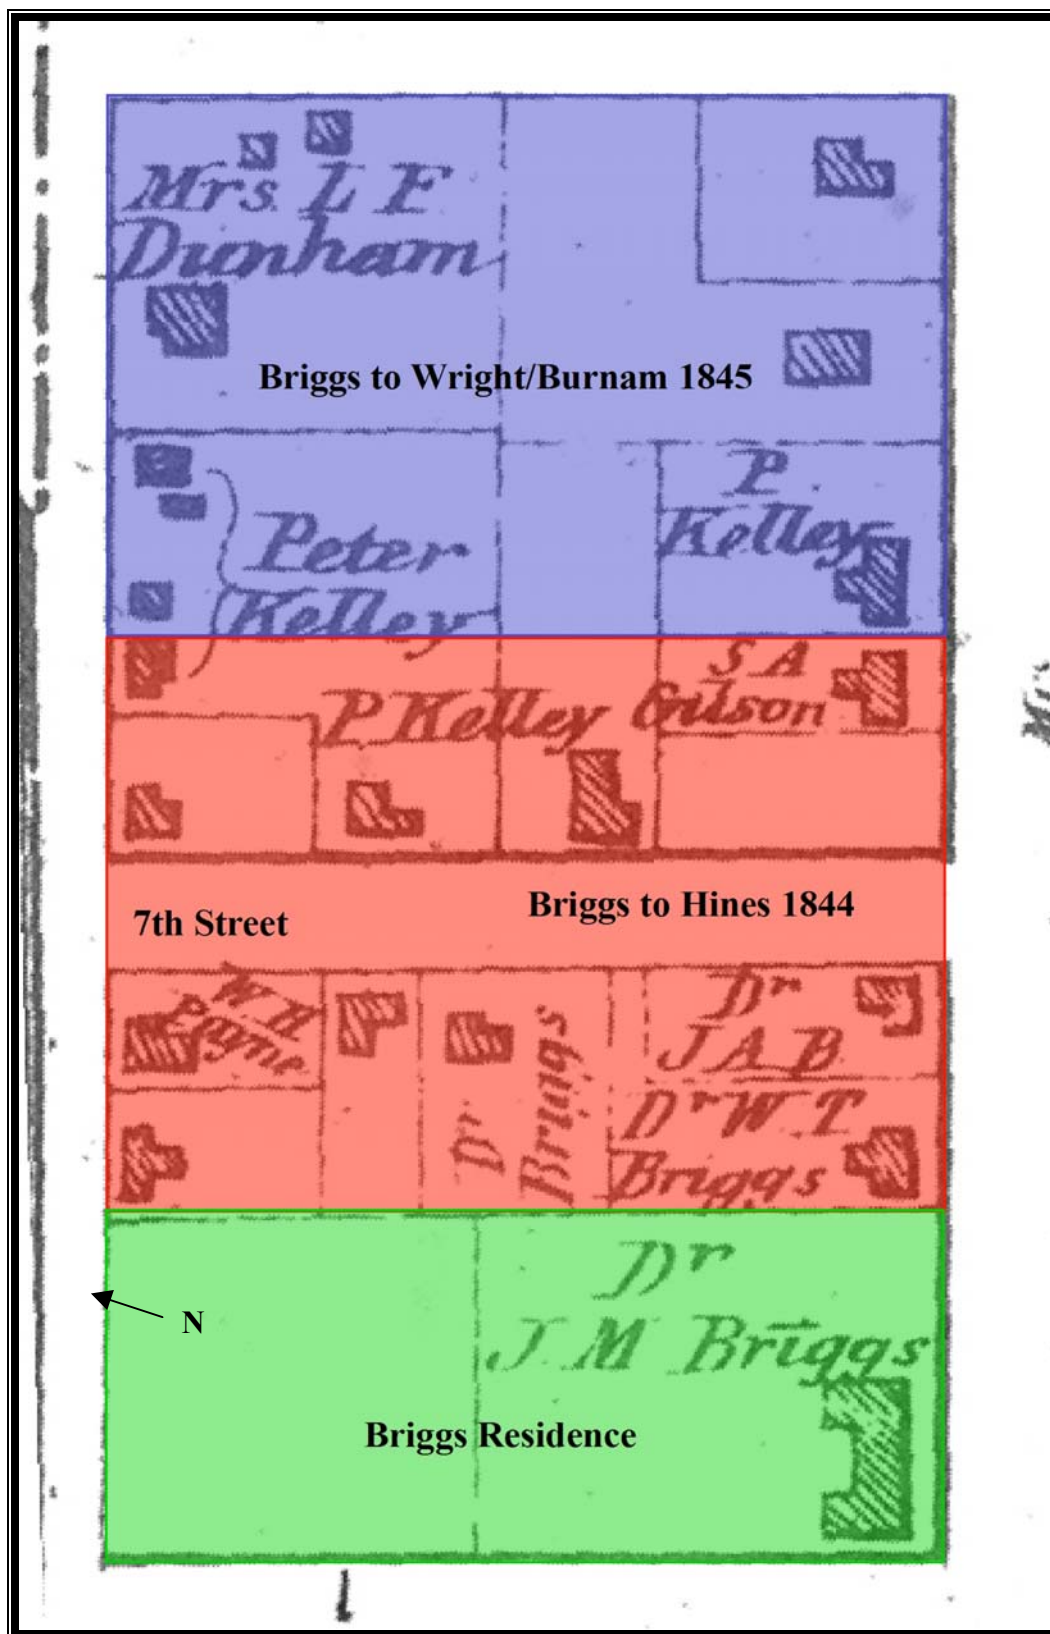 Mrs. L F
Dunham
Briggs to Wright/Burnam 1845
P.
Kelley
Peter
Kelley
S A
Gilson
P Kelley
Briggs to Hines 1844
7th Street
W H
Payne
Dr
Briggs
Dr
J A B.
Dr W. T
Briggs
Dr
J. M Briggs
N
Briggs Residence